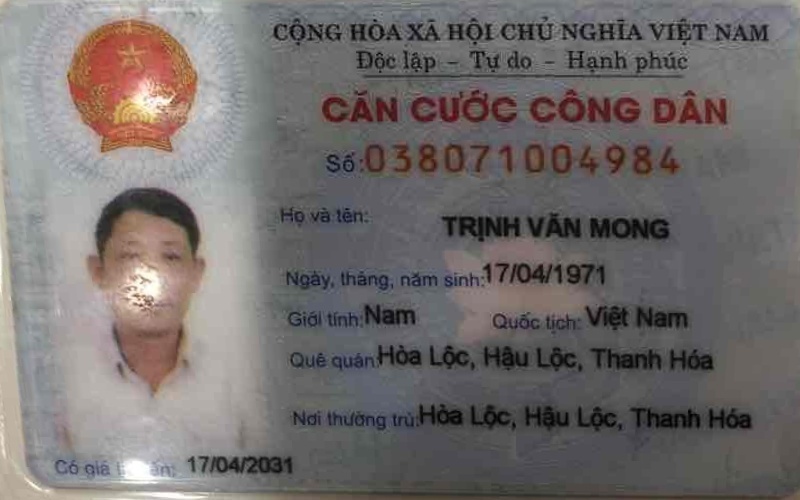 CỘNG HÒA XÃ HỘI CHỦ NGHĨA VIỆT NAM
Độc lập - Tự do - Hạnh phúc
CĂN CƯỚC CÔNG DÂN
Số: 038071004984
Họ và tên: TRỊNH VĂN MONG
Ngày, tháng, năm sinh: 17/04/1971
Giới tính: Nam Quốc tịch: Việt Nam
Quê quán: Hòa Lộc, Hậu Lộc, Thanh Hóa
Nơi thường trú: Hòa Lộc, Hậu Lộc, Thanh Hóa
Có giá 17/04/2031